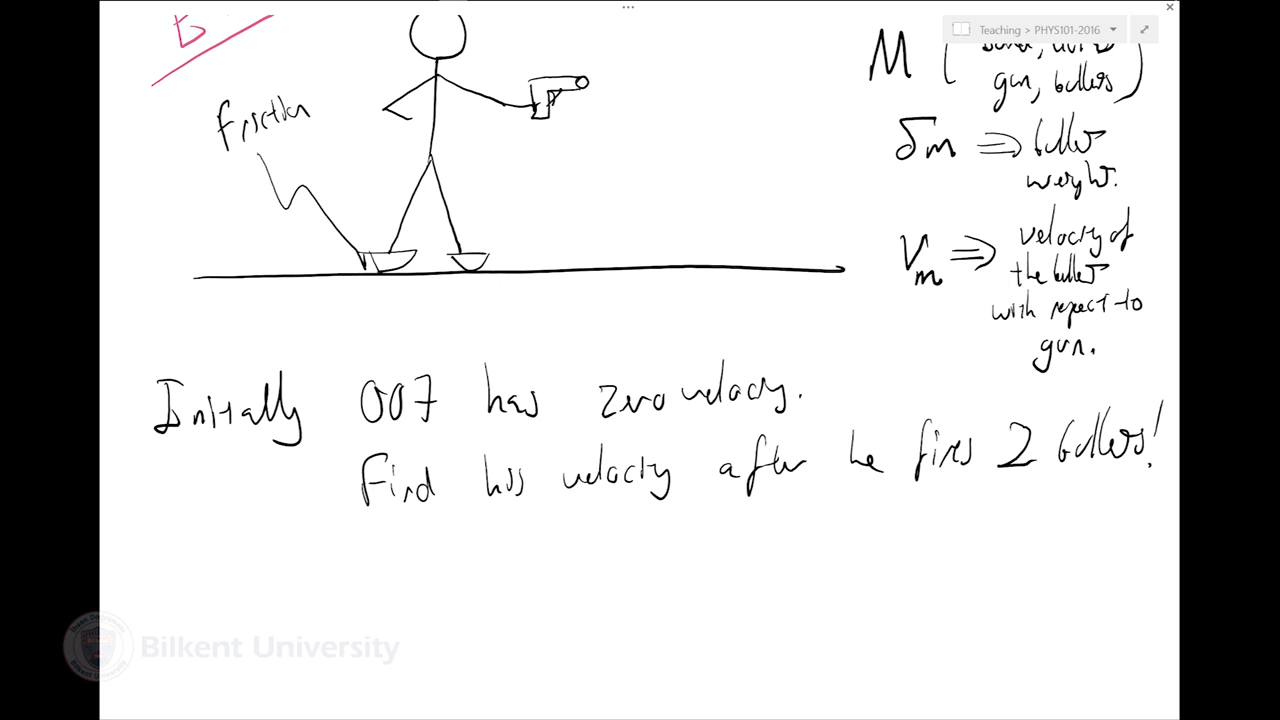 Teaching > PHYS101-2016
Friction
M (
gun, bullets )
δm ⇒ bullet
weight.
Vm ⇒ velocity of
the bullet
with respect to
gun.
Initially 007 has zero velocity.
Find his velocity after he fires 2 bullets!
Bilkent University